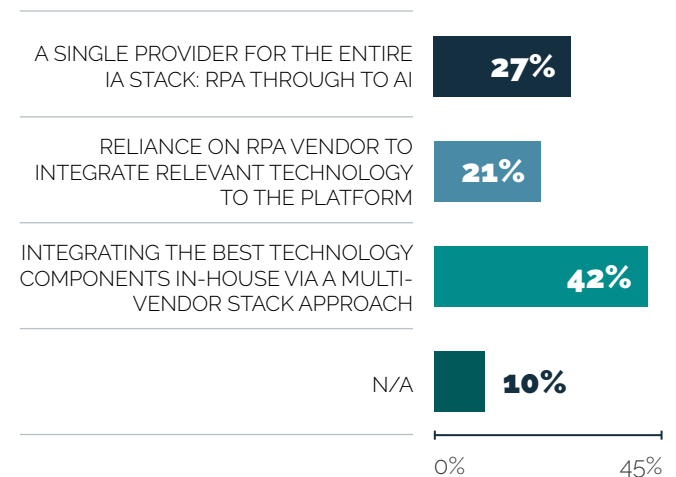 A SINGLE PROVIDER FOR THE ENTIRE
IA STACK: RPA THROUGH TO AI
27%
RELIANCE ON RPA VENDOR TO
INTEGRATE RELEVANT TECHNOLOGY
TO THE PLATFORM
21%
INTEGRATING THE BEST TECHNOLOGY
COMPONENTS IN-HOUSE VIA A MULTI-
VENDOR STACK APPROACH
42%
N/A
10%
0%
45%